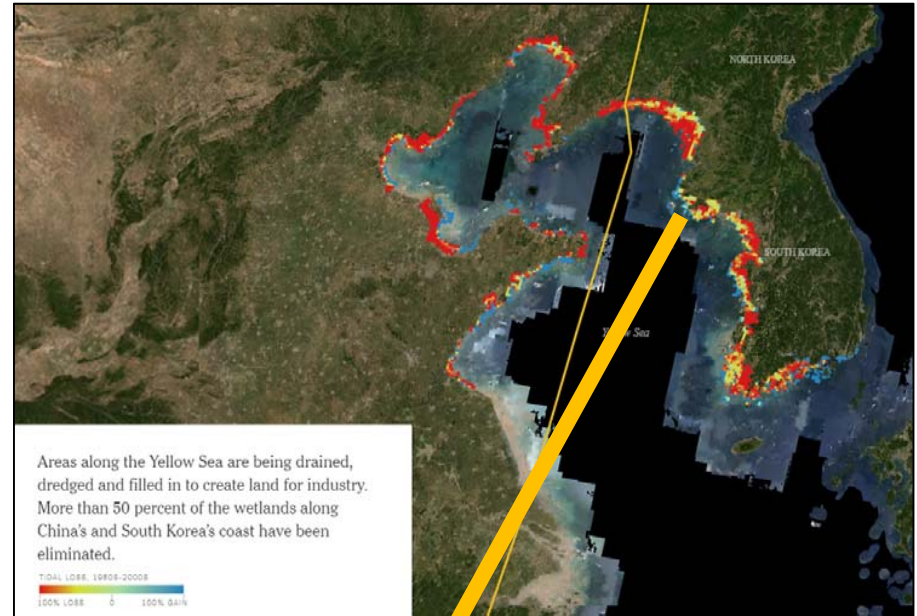 NORTH KOREA
SOUTH KOREA
Yellow Sea
Areas along the Yellow Sea are being drained,
dredged and filled in to create land for industry.
More than 50 percent of the wetlands along
China's and South Korea's coast have been
eliminated.
TIDAL LOSS, 1980S-2000S
100% LOSS 0 100% GAIN